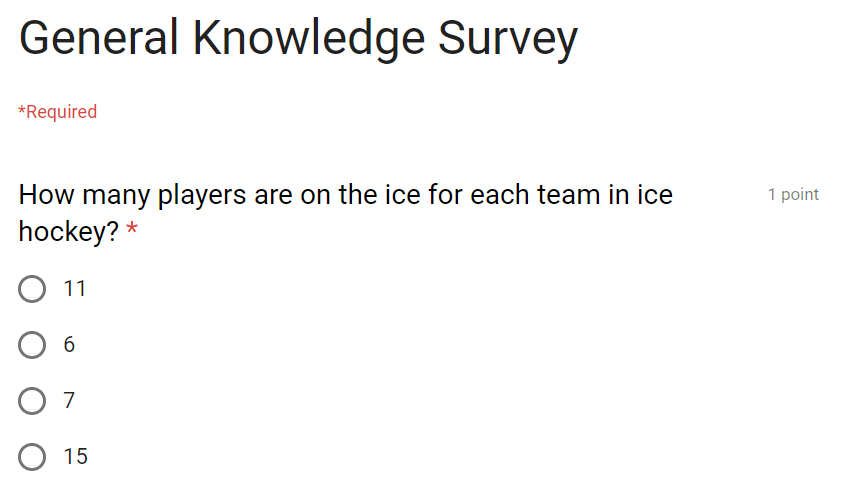 General Knowledge Survey
*Required
How many players are on the ice for each team in ice
hockey? *
1 point
11
6
7
15